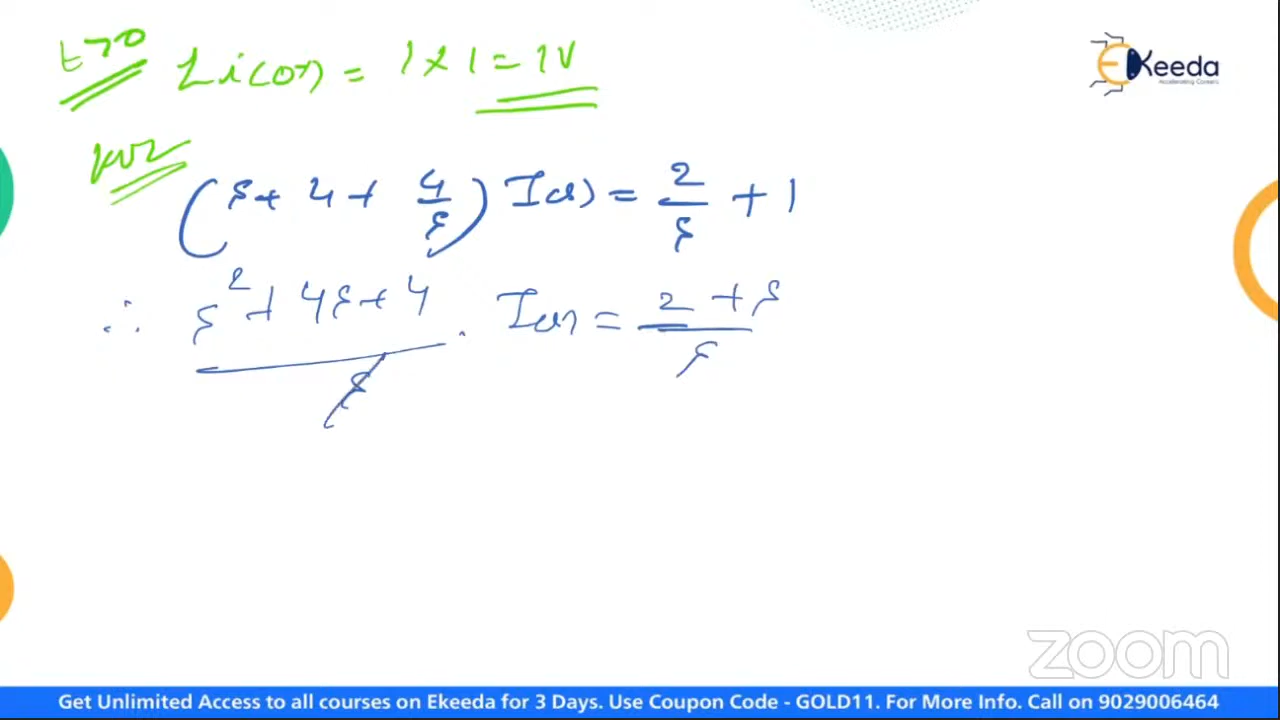 t>0 Li(0+) = 1 x 1 = 1V
KVL
(s + 4 + 4/s) I(s) = 2/s + 1
∴ s² + 4s + 4 / s . I(s) = 2 + s / s
Ekeeda
Accelerating Careers
zoom
Get Unlimited Access to all courses on Ekeeda for 3 Days. Use Coupon Code - GOLD11. For More Info. Call on 9029006464